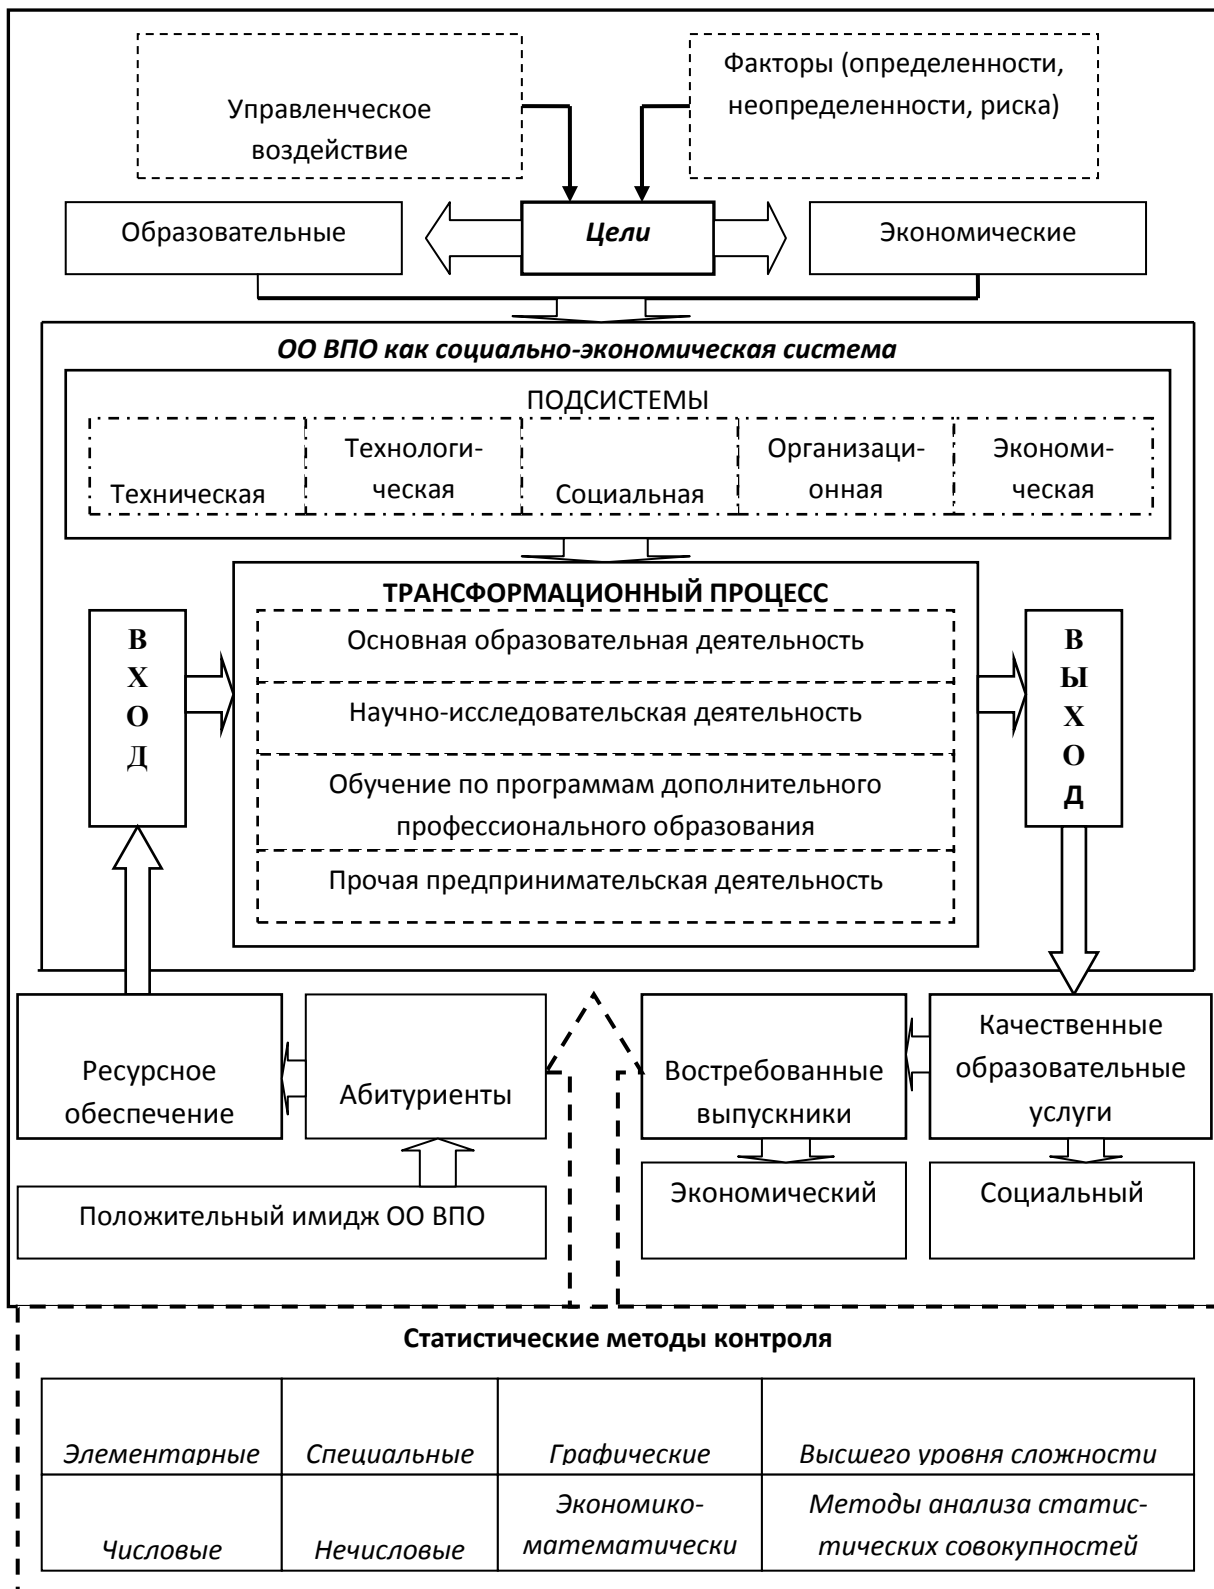 Управленческое
воздействие
Факторы (определенности,
неопределенности, риска)
Образовательные
Цели
Экономические
ОО ВПО как социально-экономическая система
ПОДСИСТЕМЫ
Техническая
Технологи-
ческая
Социальная
Организаци-
онная
Экономи-
ческая
ТРАНСФОРМАЦИОННЫЙ ПРОЦЕСС
В
Х
О
Д
Основная образовательная деятельность
Научно-исследовательская деятельность
Обучение по программам дополнительного
профессионального образования
Прочая предпринимательская деятельность
В
Ы
Х
О
Д
Ресурсное
обеспечение
Абитуриенты
Востребованные
выпускники
Качественные
образовательные
услуги
Положительный имидж ОО ВПО
Экономический
Социальный
Статистические методы контроля
Элементарные
Специальные
Графические
Высшего уровня сложности
Числовые
Нечисловые
Экономико-
математически
Методы анализа статис-
тических совокупностей